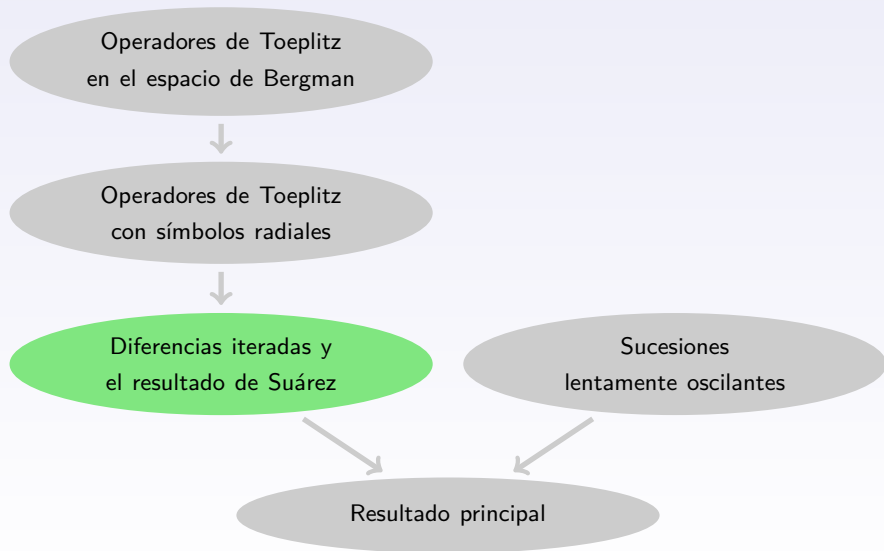 Operadores de Toeplitz
en el espacio de Bergman
Operadores de Toeplitz
con símbolos radiales
Diferencias iteradas y
el resultado de Suárez
Sucesiones
lentamente oscilantes
Resultado principal